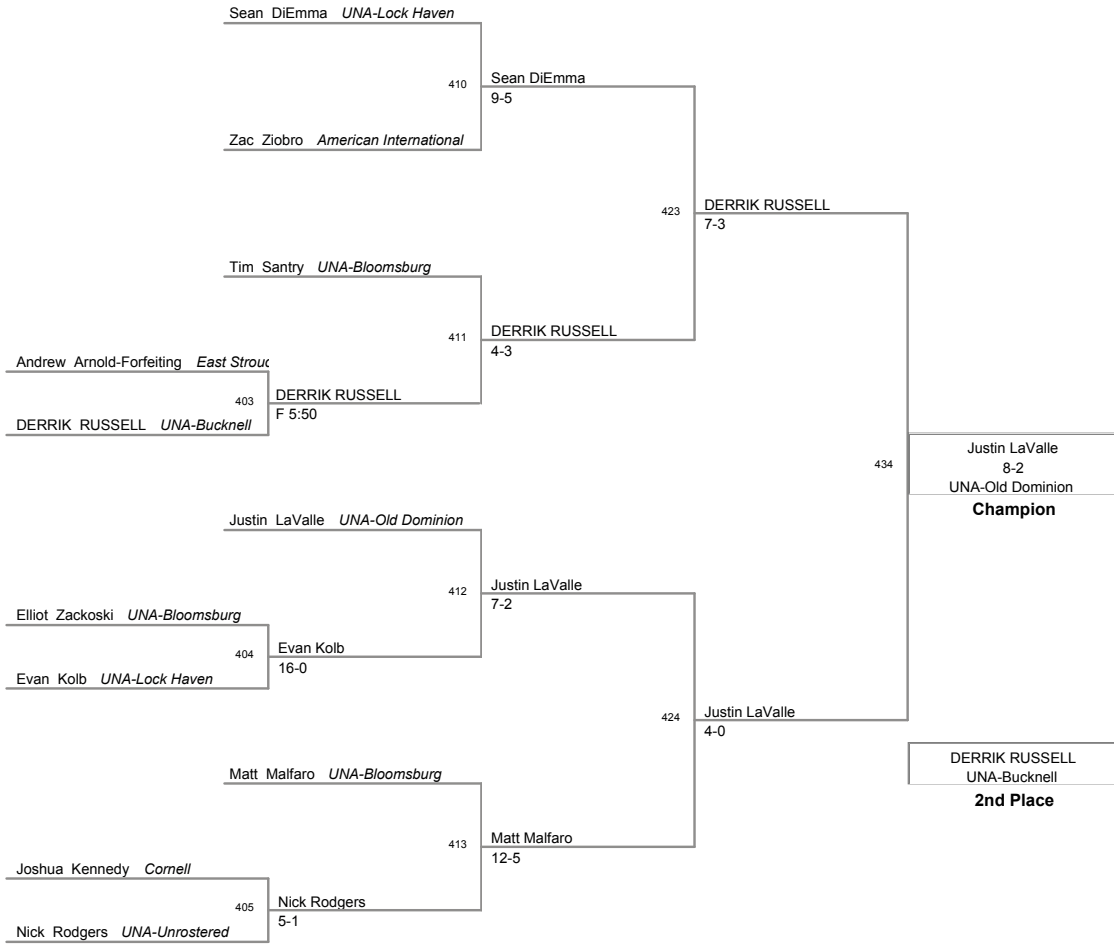 Sean DiEmma UNA-Lock Haven
410
Sean DiEmma
9-5
Zac Ziobro American International
423
DERRIK RUSSELL
7-3
Tim Santry UNA-Bloomsburg
411
DERRIK RUSSELL
4-3
Andrew Arnold-Forfeiting East Strouc
403
DERRIK RUSSELL
F 5:50
DERRIK RUSSELL UNA-Bucknell
434
Justin LaValle
8-2
UNA-Old Dominion
Champion
Justin LaValle UNA-Old Dominion
412
Justin LaValle
7-2
Elliot Zackoski UNA-Bloomsburg
404
Evan Kolb
16-0
Evan Kolb UNA-Lock Haven
424
Justin LaValle
4-0
Matt Malfaro UNA-Bloomsburg
DERRIK RUSSELL
UNA-Bucknell
2nd Place
413
Matt Malfaro
12-5
Joshua Kennedy Cornell
405
Nick Rodgers
5-1
Nick Rodgers UNA-Unrostered